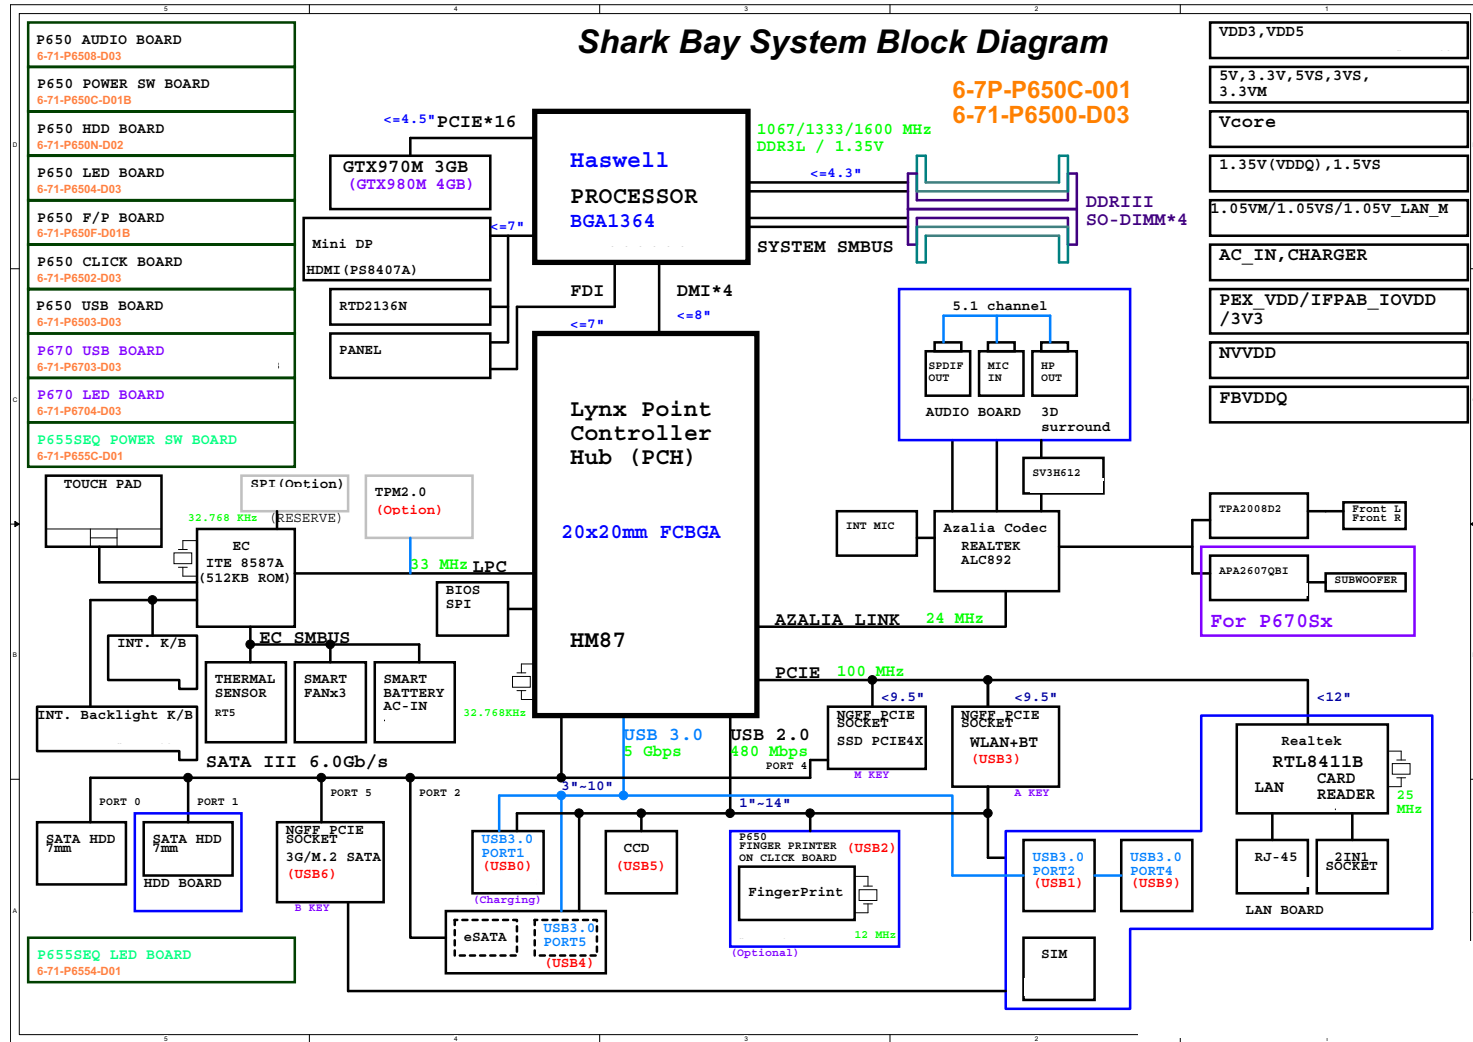 5
4
3
2
1
Shark Bay System Block Diagram
6-7P-P650C-001
6-71-P6500-D03
P650 AUDIO BOARD
6-71-P6508-D03
P650 POWER SW BOARD
6-71-P650C-D01B
P650 HDD BOARD
6-71-P650N-D02
P650 LED BOARD
6-71-P6504-D03
P650 F/P BOARD
6-71-P650F-D01B
P650 CLICK BOARD
6-71-P6502-D03
P650 USB BOARD
6-71-P6503-D03
P670 USB BOARD
6-71-P6703-D03
P670 LED BOARD
6-71-P6704-D03
P655SEQ POWER SW BOARD
6-71-P655C-D01
VDD3,VDD5
5V,3.3V,5VS,3VS,
3.3VM
Vcore
1.35V(VDDQ),1.5VS
1.05VM/1.05VS/1.05V_LAN_M
AC_IN,CHARGER
PEX_VDD/IFPAB_IOVDD
/3V3
NVVDD
FBVDDQ
<=4.5"
PCIE*16
GTX970M 3GB
(GTX980M 4GB)
<=7"
Mini DP
HDMI(PS8407A)
RTD2136N
PANEL
Haswell
PROCESSOR
BGA1364
1067/1333/1600 MHz
DDR3L / 1.35V
<=4.3"
DDRIII
SO-DIMM*4
SYSTEM SMBUS
FDI
DMI*4
<=7"
<=8"
5.1 channel
SPDIF
OUT
MIC
IN
HP
OUT
AUDIO BOARD
3D
surround
SV3H612
Lynx Point
Controller
Hub (PCH)
20x20mm FCBGA
HM87
TOUCH PAD
SPI(Option)
(RESERVE)
32.768 KHz
TPM2.0
(Option)
EC
ITE 8587A
(512KB ROM)
33 MHz
LPC
BIOS
SPI
INT MIC
Azalia Codec
REALTEK
ALC892
TPA2008D2
Front L
Front R
APA2607QBI
SUBWOOFER
For P670Sx
AZALIA LINK
24 MHz
EC SMBUS
INT. K/B
THERMAL
SENSOR
RT5
SMART
FANx3
SMART
BATTERY
AC-IN
INT. Backlight K/B
32.768KHz
PCIE
100 MHz
<9.5"
<9.5"
<12"
NGFF PCIE
SOCKET
SSD PCIE4X
M KEY
NGFF PCIE
SOCKET
WLAN+BT
(USB3)
A KEY
Realtek
RTL8411B
LAN
CARD
READER
25
MHz
USB 3.0
5 Gbps
USB 2.0
480 Mbps
PORT 4
SATA III 6.0Gb/s
3"~10"
1"~14"
PORT 0
PORT 1
PORT 5
PORT 2
SATA HDD
7mm
SATA HDD
7mm
HDD BOARD
NGFF PCIE
SOCKET
3G/M.2 SATA
(USB6)
B KEY
USB3.0
PORT1
(USB0)
(Charging)
CCD
(USB5)
P650
FINGER PRINTER
ON CLICK BOARD
(USB2)
FingerPrint
12 MHz
(Optional)
eSATA
USB3.0
PORT5
(USB4)
USB3.0
PORT2
(USB1)
USB3.0
PORT4
(USB9)
RJ-45
2IN1
SOCKET
LAN BOARD
SIM
P655SEQ LED BOARD
6-71-P6554-D01
D
C
B
A
5
4
3
2